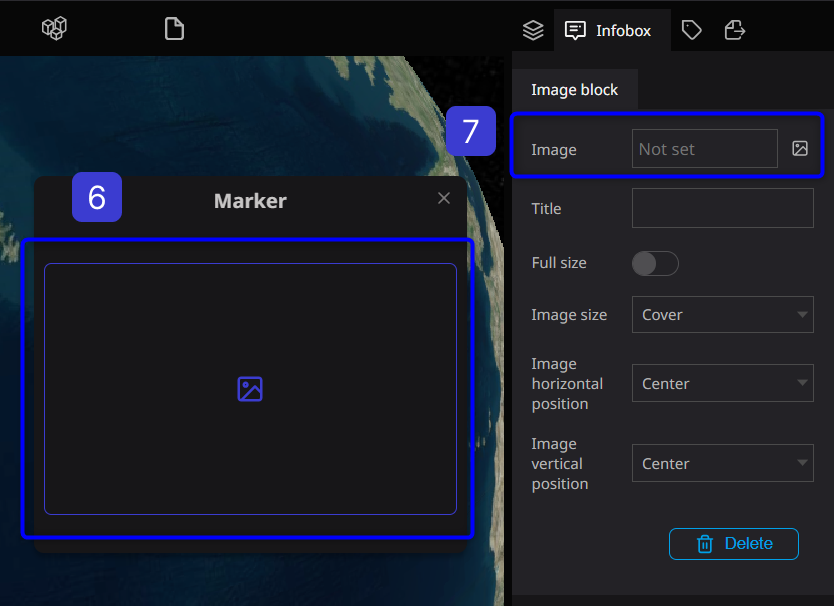 Infobox
Image block
7
Image
Not set
6
Marker
Title
Full size
Image size
Cover
Image
horizontal
position
Center
Image
vertical
position
Center
Delete